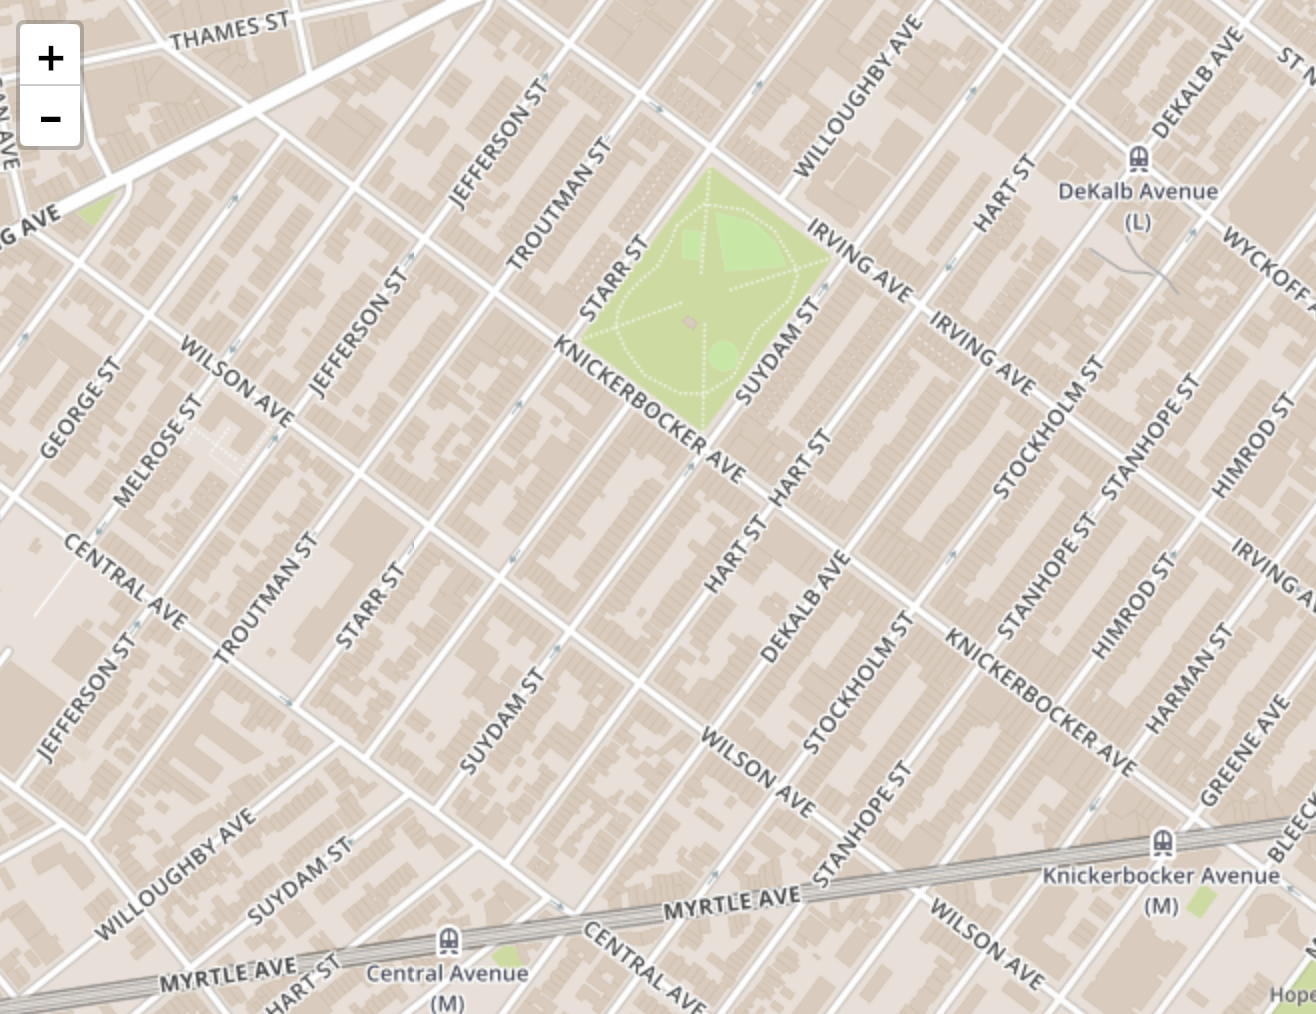 THAMES ST
+
-
G AVE
AN AVE
JEFFERSON ST
TROUTMAN ST
WILLOUGHBY AVE
DEKALB AVE
ST N
DeKalb Avenue
(L)
HART ST
WYCKOFF A
STARR ST
IRVING AVE
SUYDAM ST
IRVING AVE
KNICKERBOCKER AVE
JEFFERSON ST
WILSON AVE
GEORGE ST
MELROSE ST
STOCKHOLM ST
STANHOPE ST
HIMROD ST
HART ST
HART ST
CENTRAL AVE
TROUTMAN ST
STARR ST
DEKALB AVE
STANHOPE ST
HIMROD ST
IRVING A
JEFFERSON ST
SUYDAM ST
STOCKHOLM ST
KNICKERBOCKER AVE
HARMAN ST
GREENE AVE
WILSON AVE
STANHOPE ST
BLEECK
WILLOUGHBY AVE
SUYDAM ST
Knickerbocker Avenue
(M)
MYRTLE AVE
WILSON AVE
MYRTLE AVE
HART ST
Central Avenue
(M)
CENTRAL AVE
Hope